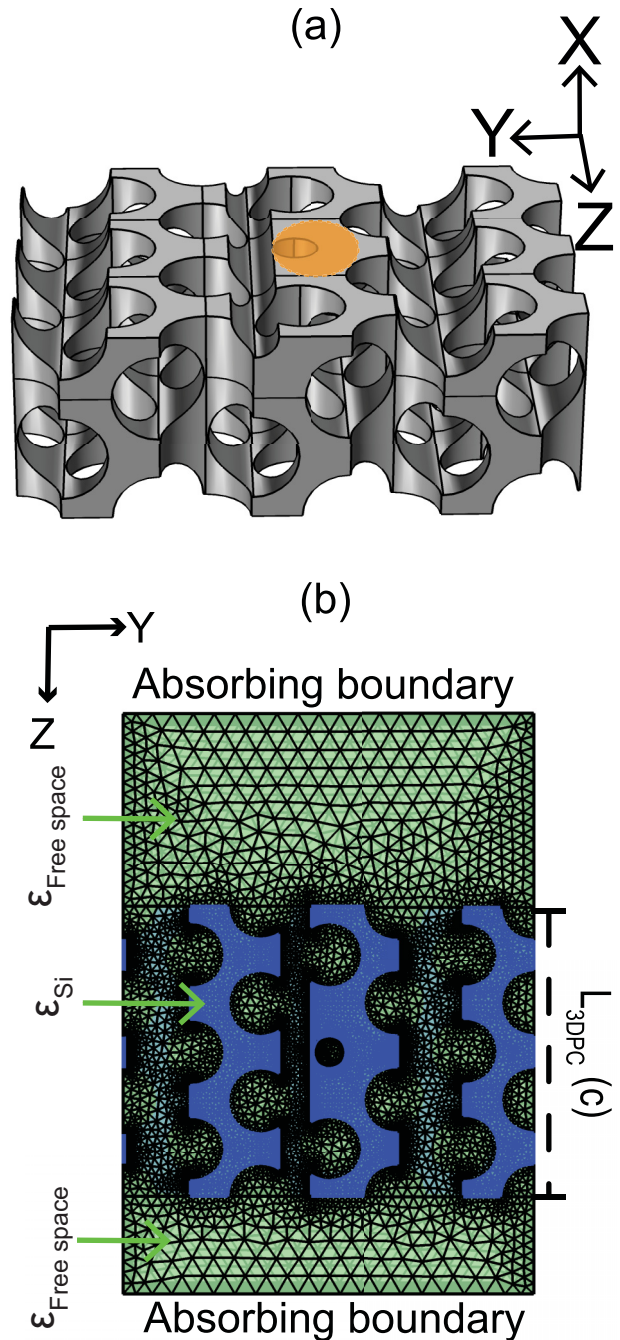 (a)
X
Y
Z
(b)
Y
Z
Absorbing boundary
εFree space
εSi
L3DPC (c)
εFree space
Absorbing boundary